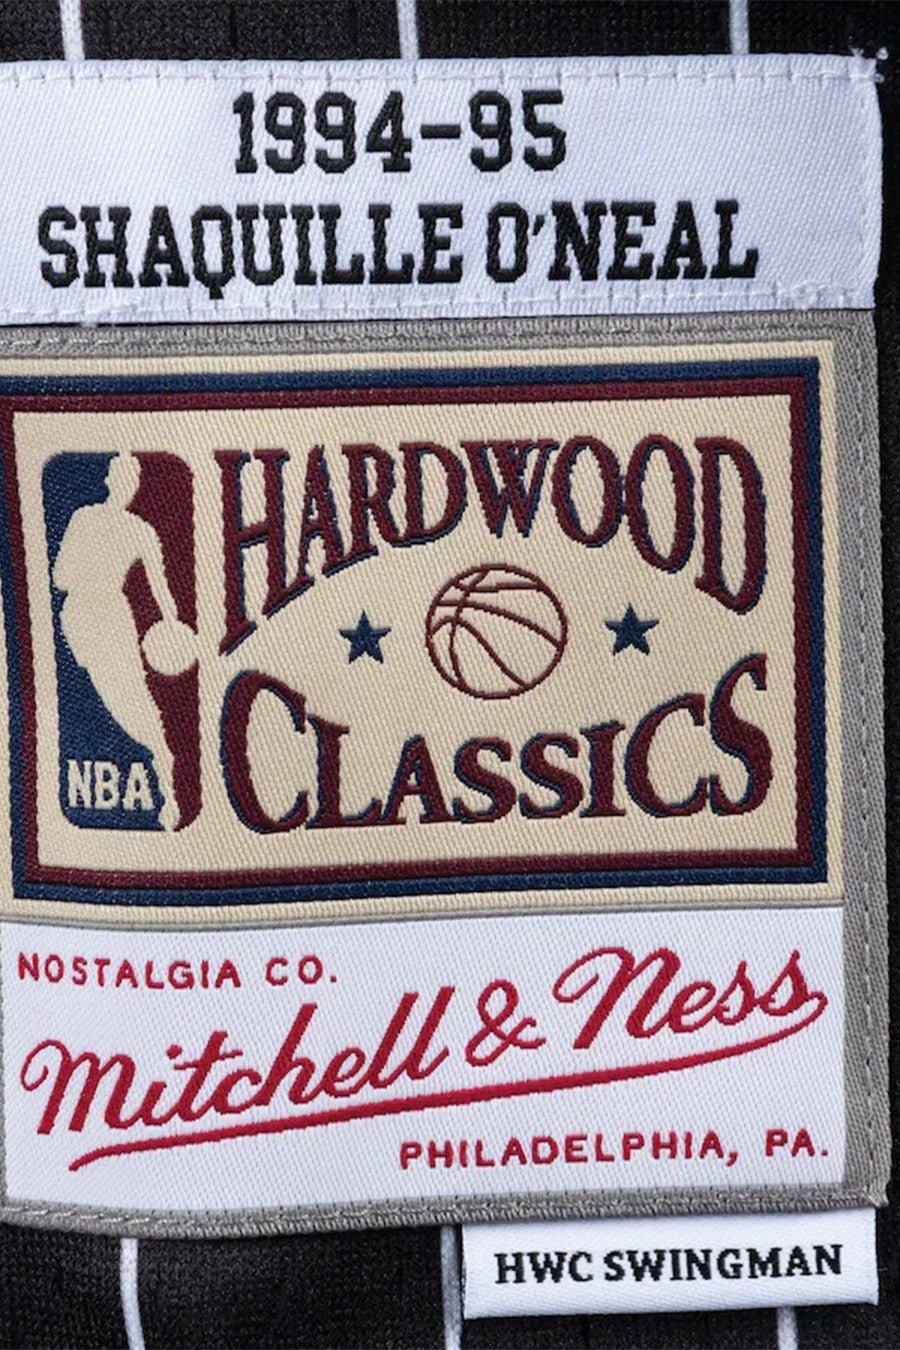 1994-95
SHAQUILLE O'NEAL
HARDWOOD
CLASSICS
NBA
NOSTALGIA CO.
Mitchell & Ness
PHILADELPHIA, PA.
HWC SWINGMAN